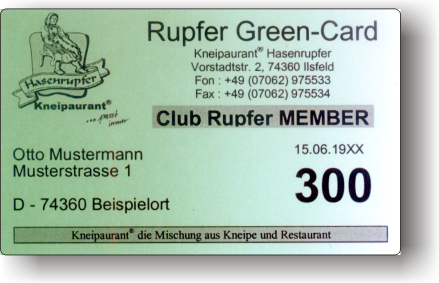 Rupfer Green-Card
Kneipaurant® Hasenrupfer
Vorstadtstr. 2, 74360 Ilsfeld
Fon : +49 (07062) 975533
Fax : +49 (07062) 975534
Hasenrupfer
Kneipaurant®
...passt immer
Club Rupfer MEMBER
Otto Mustermann
Musterstrasse 1
D - 74360 Beispielort
15.06.19XX
300
Kneipaurant® die Mischung aus Kneipe und Restaurant